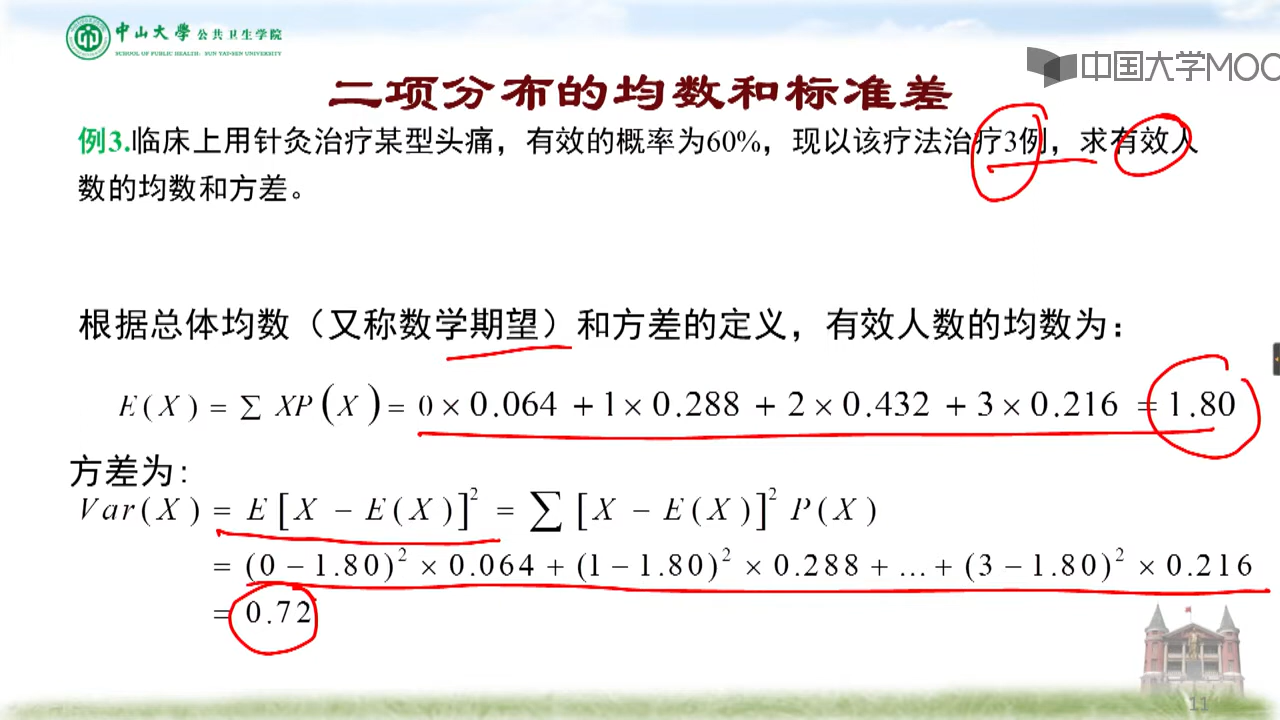 中山大学 公共卫生学院
SCHOOL OF PUBLIC HEALTH SUN YAT-SEN UNIVERSITY
中国大学MOO
二项分布的均数和标准差
例3.临床上用针灸治疗某型头痛，有效的概率为60%，现以该疗法治疗3例，求有效人
数的均数和方差。
根据总体均数（又称数学期望）和方差的定义，有效人数的均数为：
E(X) = ∑ XP(X) = 0 × 0.064 + 1 × 0.288 + 2 × 0.432 + 3 × 0.216 = 1.80
方差为:
Var(X) = E[X − E(X)]² = ∑[X − E(X)]² P(X)
= (0 − 1.80)² × 0.064 + (1 − 1.80)² × 0.288 + ... + (3 − 1.80)² × 0.216
= 0.72
11